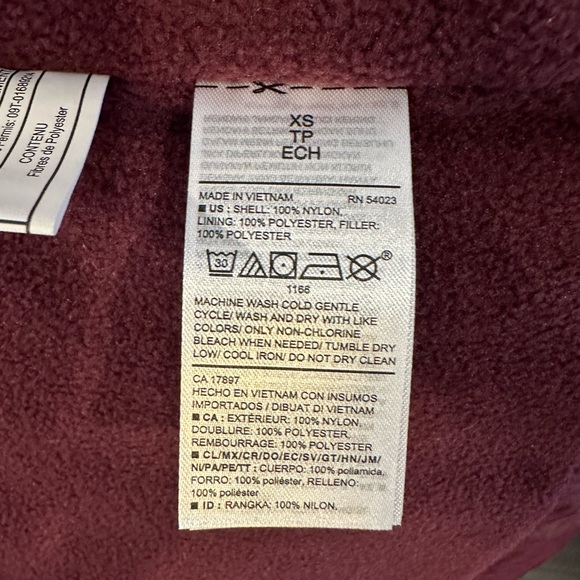 Permis: 09T-0168924
CONTENU
Fibres de Polyester
XS
TP
ECH
MADE IN VIETNAM RN 54023
■ US : SHELL: 100% NYLON,
LINING: 100% POLYESTER, FILLER:
100% POLYESTER
30
®
1166
MACHINE WASH COLD GENTLE
CYCLE/ WASH AND DRY WITH LIKE
COLORS/ ONLY NON-CHLORINE
BLEACH WHEN NEEDED/ TUMBLE DRY
LOW/ COOL IRON/ DO NOT DRY CLEAN
CA 17897
HECHO EN VIETNAM CON INSUMOS
IMPORTADOS / DIBUAT DI VIETNAM
■ CA : EXTÉRIEUR: 100% NYLON,
DOUBLURE: 100% POLYESTER,
REMBOURRAGE: 100% POLYESTER
■ CL/MX/CR/DO/EC/SV/GT/HN/JM/
NI/PA/PE/TT : CUERPO: 100% poliamida,
FORRO: 100% poliéster, RELLENO:
100% poliéster
■ ID : RANGKA: 100% NILON,